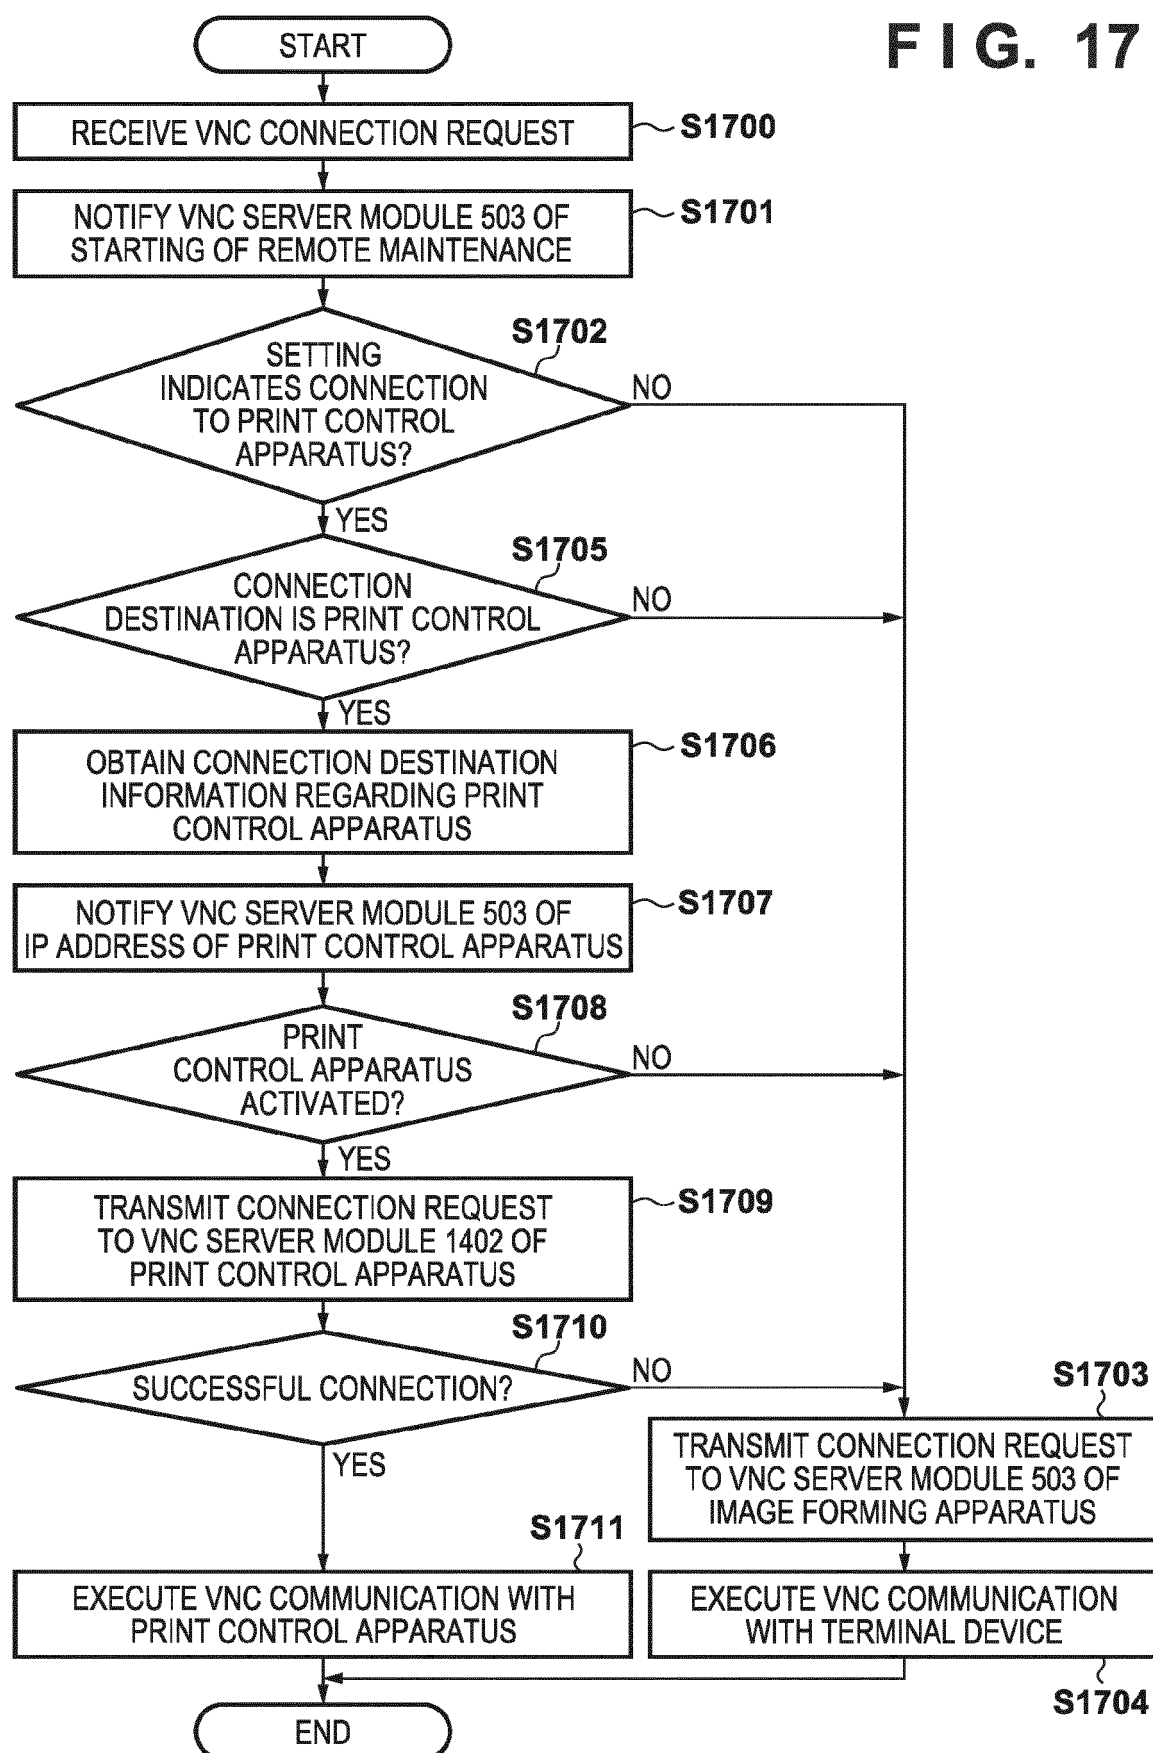 FIG. 17
START
RECEIVE VNC CONNECTION REQUEST
S1700
NOTIFY VNC SERVER MODULE 503 OF
STARTING OF REMOTE MAINTENANCE
S1701
S1702
SETTING
INDICATES CONNECTION
TO PRINT CONTROL
APPARATUS?
NO
YES
S1705
CONNECTION
DESTINATION IS PRINT CONTROL
APPARATUS?
NO
YES
S1706
OBTAIN CONNECTION DESTINATION
INFORMATION REGARDING PRINT
CONTROL APPARATUS
S1707
NOTIFY VNC SERVER MODULE 503 OF
IP ADDRESS OF PRINT CONTROL APPARATUS
S1708
PRINT
CONTROL APPARATUS
ACTIVATED?
NO
YES
S1709
TRANSMIT CONNECTION REQUEST
TO VNC SERVER MODULE 1402 OF
PRINT CONTROL APPARATUS
S1710
SUCCESSFUL CONNECTION?
NO
YES
S1703
TRANSMIT CONNECTION REQUEST
TO VNC SERVER MODULE 503 OF
IMAGE FORMING APPARATUS
S1711
EXECUTE VNC COMMUNICATION WITH
PRINT CONTROL APPARATUS
EXECUTE VNC COMMUNICATION
WITH TERMINAL DEVICE
S1704
END